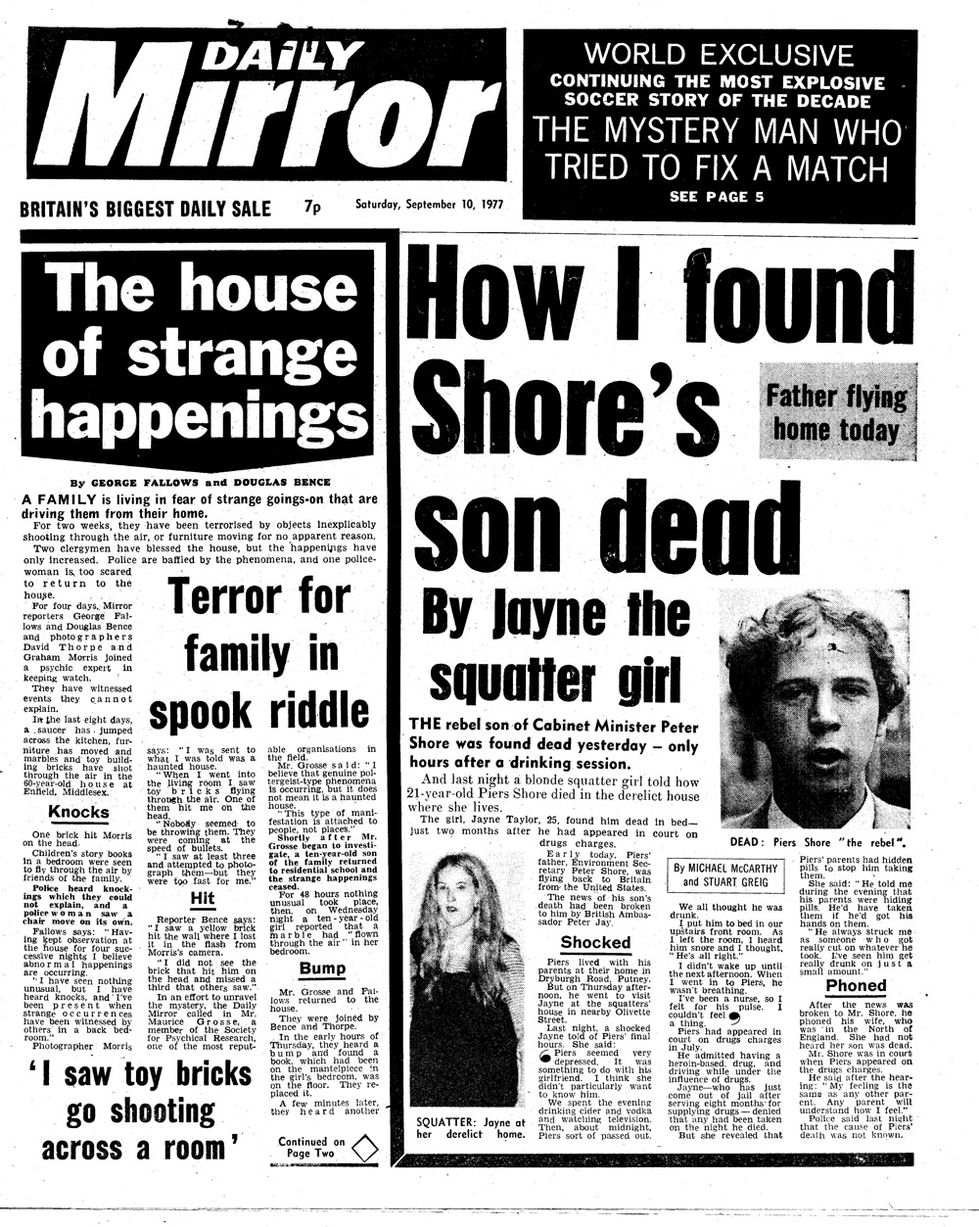 DAILY
Mirror
BRITAIN'S BIGGEST DAILY SALE
7p
Saturday, September 10, 1977
WORLD EXCLUSIVE
CONTINUING THE MOST EXPLOSIVE
SOCCER STORY OF THE DECADE
THE MYSTERY MAN WHO
TRIED TO FIX A MATCH
SEE PAGE 5
The house
of strange
happenings
By GEORGE FALLOWS and DOUGLAS BENCE
A FAMILY is living in fear of strange goings-on that are
driving them from their home.
For two weeks, they have been terrorised by objects inexplicably
shooting through the air, or furniture moving for no apparent reason.
Two clergymen have blessed the house, but the happenings have
only increased. Police are baffled by the phenomena, and one police-
woman is too scared
to return to the
house.
For four days, Mirror
reporters George Fal-
lows and Douglas Bence
and photographers
David Thorpe and
Graham Morris joined
a psychic expert in
keeping watch.
They have witnessed
events they cannot
explain.
In the last eight days,
a saucer has jumped
across the kitchen, fur-
niture has moved and
marbles and toy build-
ing bricks have shot
through the air in the
50-year-old house at
Enfield, Middlesex.
Knocks
One brick hit Morris
on the head.
Children's story books
in a bedroom were seen
to fly through the air by
friends of the family.
Police heard knock-
ings which they could
not explain, and a
policewoman saw a
chair move on its own.
Fallows says: "Hav-
ing kept observation at
the house for four suc-
cessive nights I believe
abnormal happenings
are occurring.
"I have seen nothing
unusual, but I have
heard knocks, and I've
been present when
strange occurrences
have been witnessed by
others in a back bed-
room."
Photographer Morris
Terror for
family in
spook riddle
says: "I was sent to
what I was told was a
haunted house.
"When I went into
the living room I saw
toy bricks flying
through the air. One of
them hit me on the
head.
"Nobody seemed to
be throwing them. They
were coming at the
speed of bullets.
"I saw at least three
and attempted to photo-
graph them—but they
were too fast for me."
Hit
Reporter Bence says:
"I saw a yellow brick
hit the wall where I lost
it in the flash from
Morris's camera.
"I did not see the
brick that hit him on
the head and missed a
third that others saw."
In an effort to unravel
the mystery, the Daily
Mirror called in Mr.
Maurice Grosse, a
member of the Society
for Psychical Research,
one of the most reput-
able organisations in
the field.
Mr. Grosse said: "I
believe that genuine pol-
tergeist-type phenomena
is occurring, but it does
not mean it is a haunted
house.
"This type of mani-
festation is attached to
people, not places."
Shortly after Mr.
Grosse began to investi-
gate, a ten-year-old son
of the family returned
to residential school and
the strange happenings
ceased.
For 48 hours nothing
unusual took place,
then, on Wednesday
night a ten-year-old
girl reported that a
marble had "flown
through the air" in her
bedroom.
Bump
Mr. Grosse and Fal-
lows returned to the
house.
They were joined by
Bence and Thorpe.
In the early hours of
Thursday, they heard a
bump and found a
book, which had been
on the mantelpiece in
the girl's bedroom, was
on the floor. They re-
placed it.
A few minutes later,
they heard another
Continued on
Page Two
'I saw toy bricks
go shooting
across a room'
How I found
Shore's
son dead
Father flying
home today
By Jayne the
squatter girl
THE rebel son of Cabinet Minister Peter
Shore was found dead yesterday — only
hours after a drinking session.
And last night a blonde squatter girl told how
21-year-old Piers Shore died in the derelict house
where she lives.
The girl, Jayne Taylor, 25, found him dead in bed—
just two months after he had appeared in court on
drugs charges.
Early today, Piers'
father, Environment Sec-
retary Peter Shore, was
flying back to Britain
from the United States.
The news of his son's
death had been broken
to him by British Ambas-
sador Peter Jay.
Shocked
Piers lived with his
parents at their home in
Dryburgh Road, Putney.
But on Thursday after-
noon, he went to visit
Jayne at the squatters'
house in nearby Olivette
Street.
Last night, a shocked
Jayne told of Piers' final
hours. She said:
Piers seemed very
depressed. It was
something to do with his
girlfriend. I think she
didn't particularly want
to know him.
We spent the evening
drinking cider and vodka
and watching television.
Then, about midnight,
Piers sort of passed out.
SQUATTER: Jayne at
her derelict home.
DEAD: Piers Shore "the rebel".
By MICHAEL McCARTHY
and STUART GREIG
We all thought he was
drunk.
I put him to bed in our
upstairs front room. As
I left the room, I heard
him snore and I thought,
"He's all right."
I didn't wake up until
the next afternoon. When
I went in to Piers, he
wasn't breathing.
I've been a nurse, so I
felt for his pulse. I
couldn't feel
a thing.
Piers had appeared in
court on drugs charges
in July.
He admitted having a
heroin-based, drug, and
driving while under the
influence of drugs.
Jayne—who has just
come out of jail after
serving eight months for
supplying drugs — denied
that any had been taken
on the night he died.
But she revealed that
Piers' parents had hidden
pills to stop him taking
them.
She said: "He told me
during the evening that
his parents were hiding
pills. He'd have taken
them if he'd got his
hands on them.
"He always struck me
as someone who got
really cut on whatever he
took. I've seen him get
really drunk on just a
small amount."
Phoned
After the news was
broken to Mr. Shore, he
phoned his wife, who
was in the North of
England. She had not
heard her son was dead.
Mr. Shore was in court
when Piers appeared on
the drugs charges.
He said after the hear-
ing: "My feeling is the
same as any other par-
ent. Any parent will
understand how I feel."
Police said last night
that the cause of Piers'
death was not known.